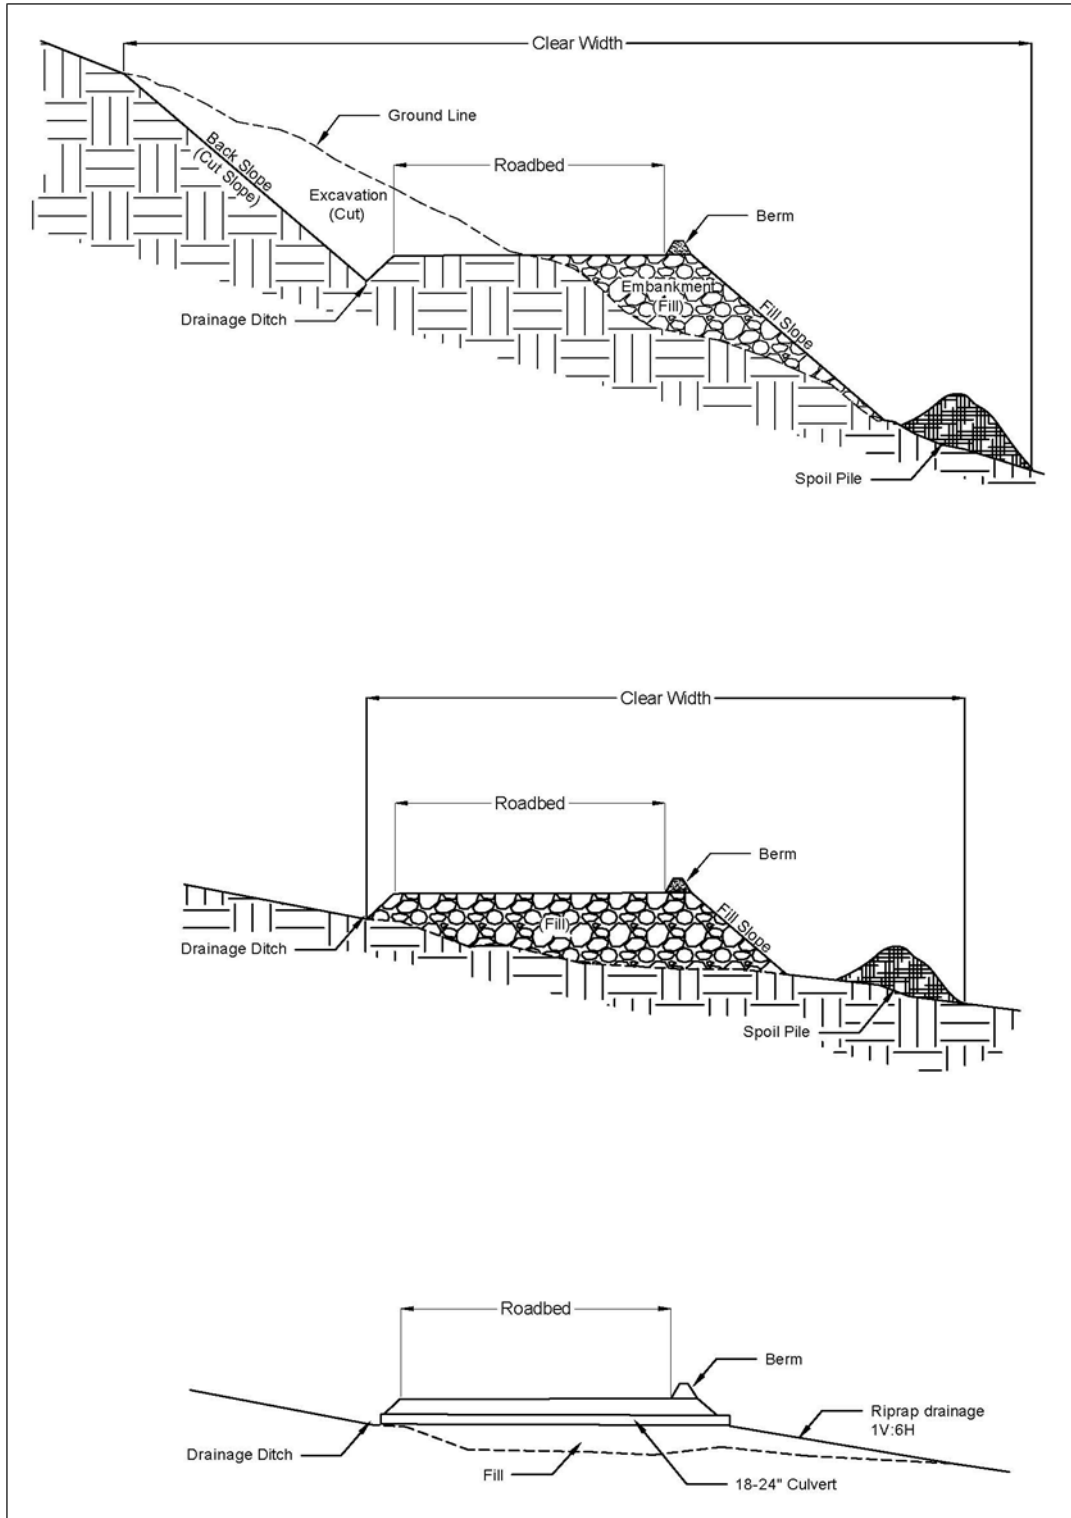 Clear Width
Ground Line
Roadbed
Back Slope
(Cut Slope)
Excavation
(Cut)
Berm
Embankment
(Fill)
Fill Slope
Drainage Ditch
Spoil Pile
Clear Width
Roadbed
Berm
(Fill)
Fill Slope
Drainage Ditch
Spoil Pile
Roadbed
Berm
Riprap drainage
1V:6H
Drainage Ditch
Fill
18-24" Culvert